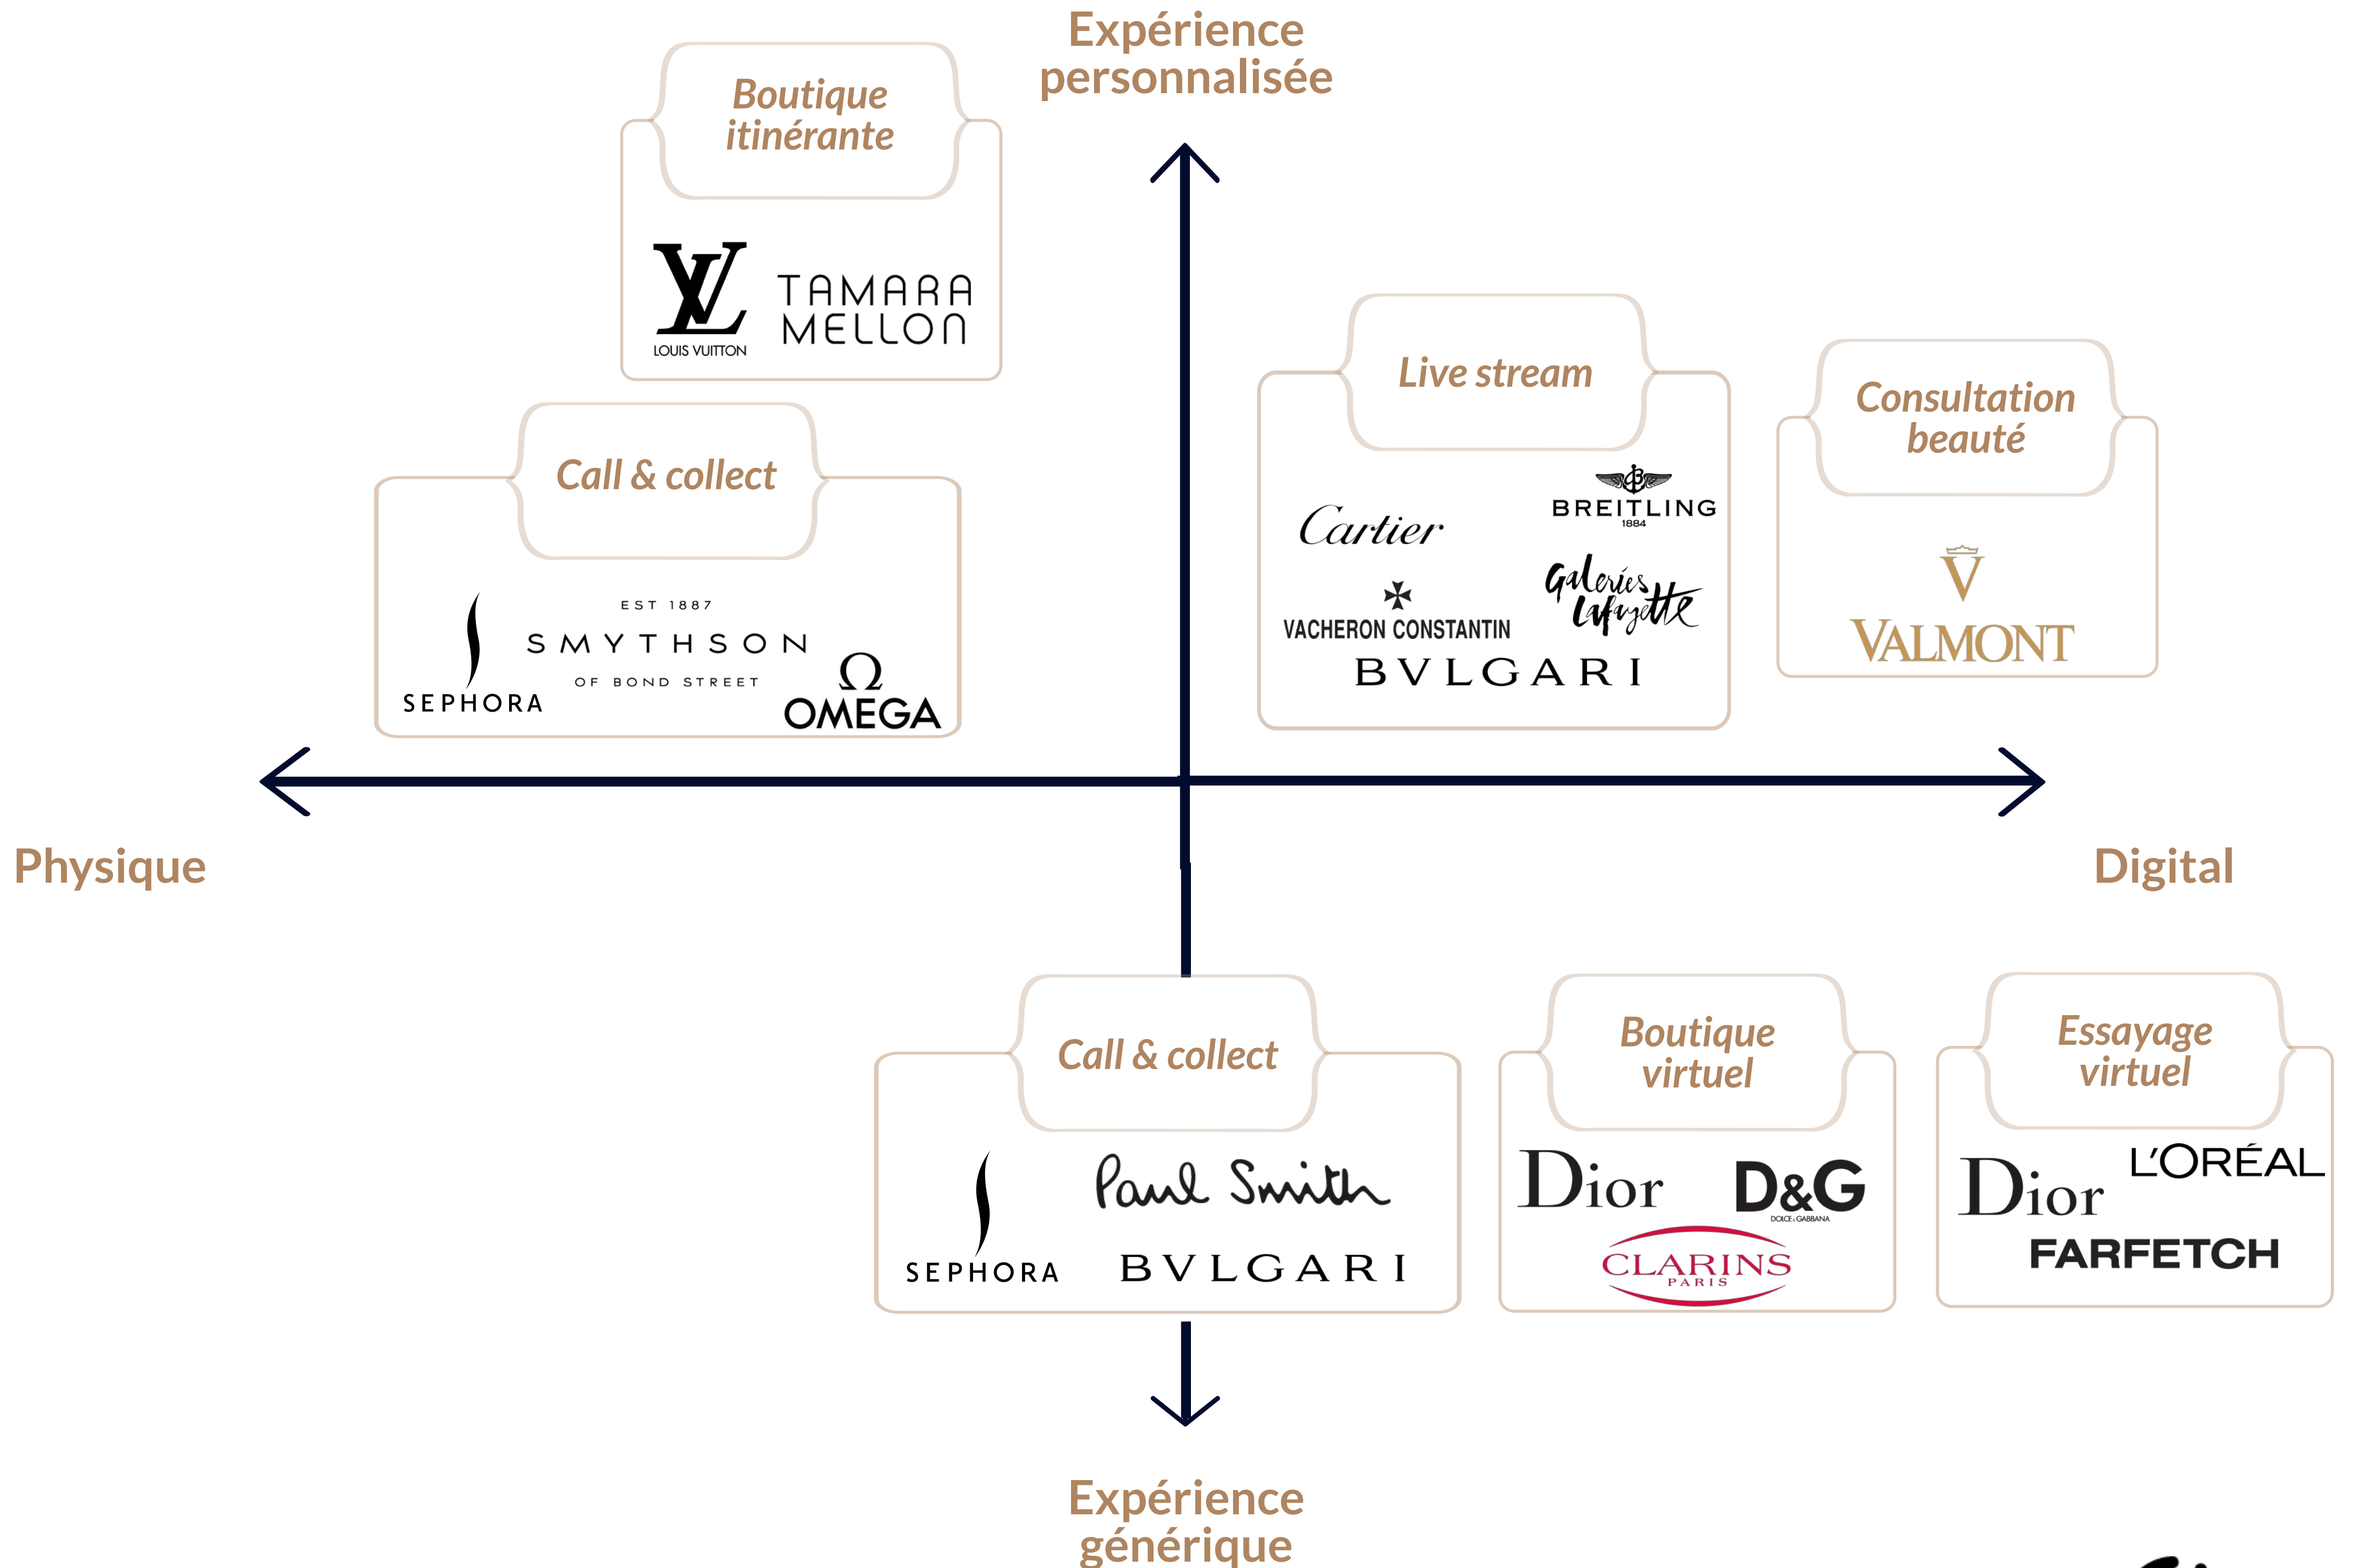 Expérience
personnalisée
Boutique
itinérante
LOUIS VUITTON
TAMARA
MELLON
Call & collect
SEPHORA
EST 1887
SMYTHSON
OF BOND STREET
Ω
OMEGA
Live stream
Cartier
B
BREITLING
1884
VACHERON CONSTANTIN
Galeries
Lafayette
BVLGARI
Consultation
beauté
V
VALMONT
Physique
Digital
Call & collect
SEPHORA
Paul Smith
BVLGARI
Boutique
virtuel
Dior
D&G
DOLCE & GABBANA
CLARINS
PARIS
Essayage
virtuel
Dior
L'ORÉAL
FARFETCH
Expérience
générique